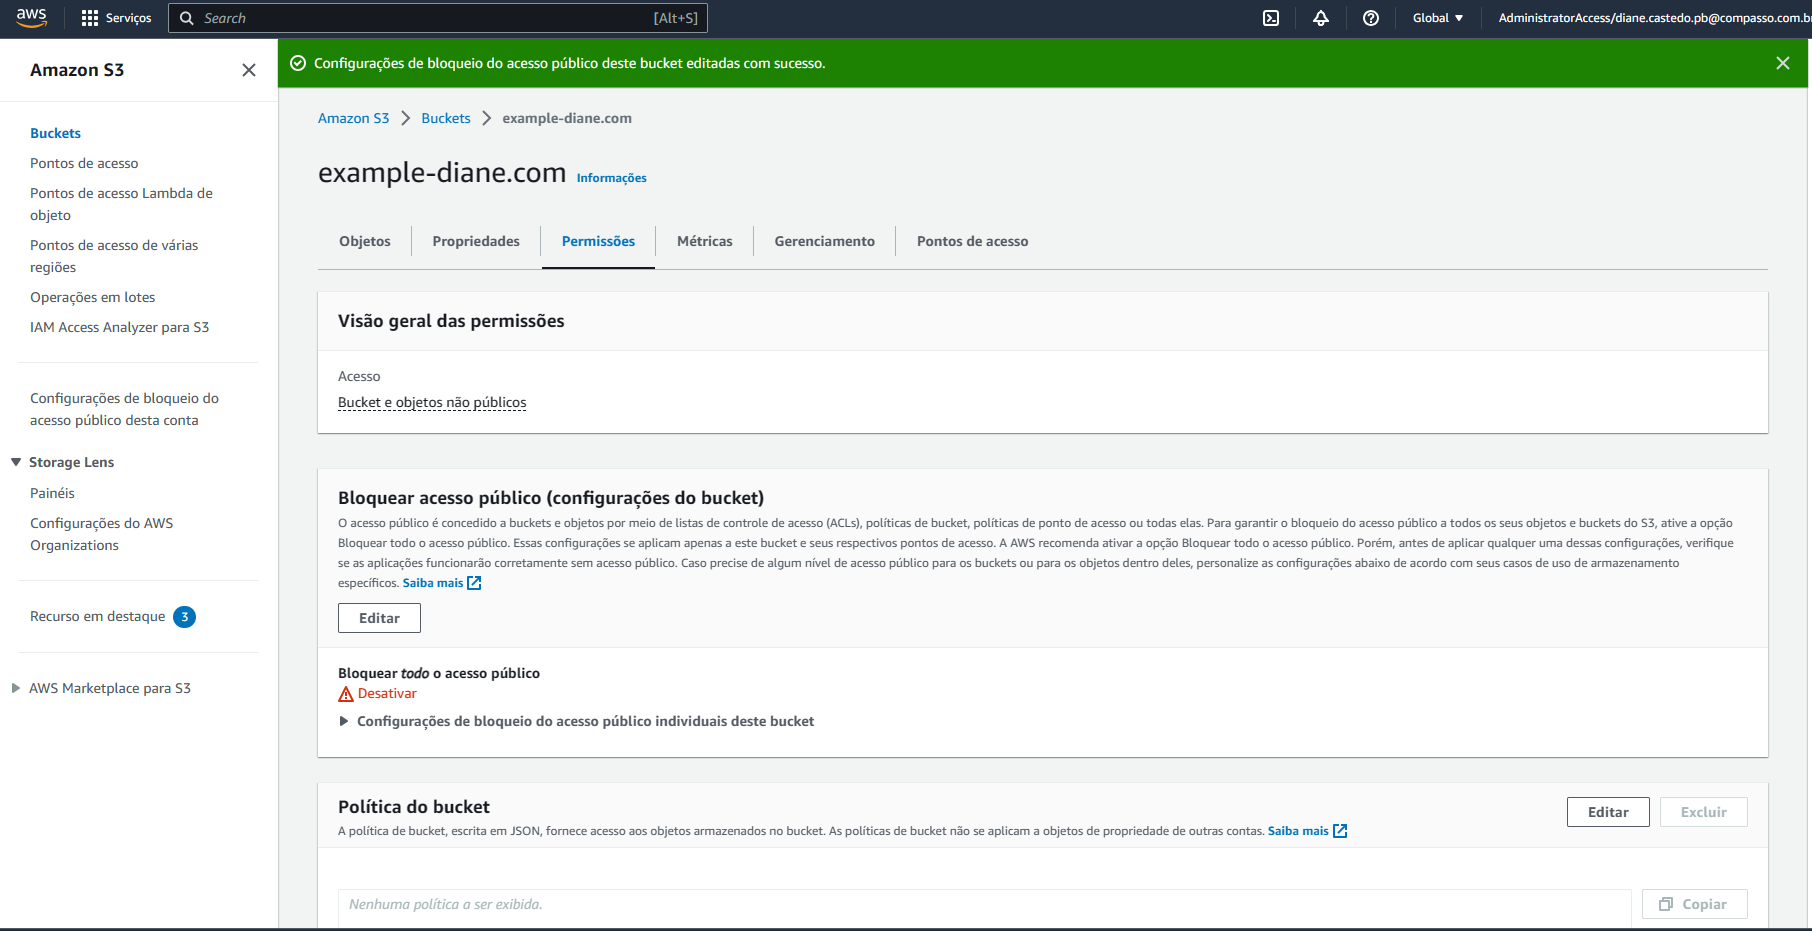 aws
Serviços
Search
[Alt+S]
Global
AdministratorAccess/diane.castedo.pb@compasso.com.b
Amazon S3
Configurações de bloqueio do acesso público deste bucket editadas com sucesso.
Buckets
Pontos de acesso
Pontos de acesso Lambda de
objeto
Pontos de acesso de várias
regiões
Operações em lotes
IAM Access Analyzer para S3
Configurações de bloqueio do
acesso público desta conta
Storage Lens
Painéis
Configurações do AWS
Organizations
Recurso em destaque 3
AWS Marketplace para S3
Amazon S3 > Buckets > example-diane.com
example-diane.com Informações
Objetos
Propriedades
Permissões
Métricas
Gerenciamento
Pontos de acesso
Visão geral das permissões
Acesso
Bucket e objetos não públicos
Bloquear acesso público (configurações do bucket)
O acesso público é concedido a buckets e objetos por meio de listas de controle de acesso (ACLs), políticas de bucket, políticas de ponto de acesso ou todas elas. Para garantir o bloqueio do acesso público a todos os seus objetos e buckets do S3, ative a opção
Bloquear todo o acesso público. Essas configurações se aplicam apenas a este bucket e seus respectivos pontos de acesso. A AWS recomenda ativar a opção Bloquear todo o acesso público. Porém, antes de aplicar qualquer uma dessas configurações, verifique
se as aplicações funcionarão corretamente sem acesso público. Caso precise de algum nível de acesso público para os buckets ou para os objetos dentro deles, personalize as configurações abaixo de acordo com seus casos de uso de armazenamento
específicos. Saiba mais
Editar
Bloquear todo o acesso público
Desativar
Configurações de bloqueio do acesso público individuais deste bucket
Política do bucket
A política de bucket, escrita em JSON, fornece acesso aos objetos armazenados no bucket. As políticas de bucket não se aplicam a objetos de propriedade de outras contas. Saiba mais
Editar
Excluir
Nenhuma política a ser exibida.
Copiar